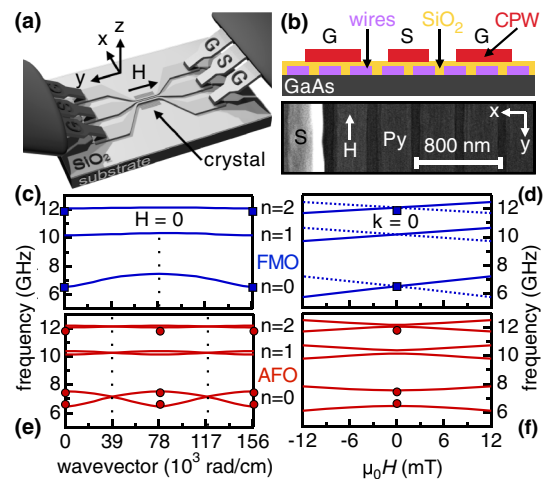 (a)
z
x
y
H
G
S
G
G
S
G
crystal
SiO2
substrate
(b)
wires
SiO2
CPW
G
S
G
GaAs
S
H
Py
800 nm
x
y
(c)
12
10
8
6
frequency (GHz)
H = 0
n=2
n=1
FMO
n=0
(d)
k = 0
12
10
8
6
frequency (GHz)
12
10
8
6
n=2
n=1
AFO
n=0
0
39
78
117
156
wavevector (10³ rad/cm)
(e)
12
10
8
6
-12
-6
0
6
12
μ0H (mT)
(f)